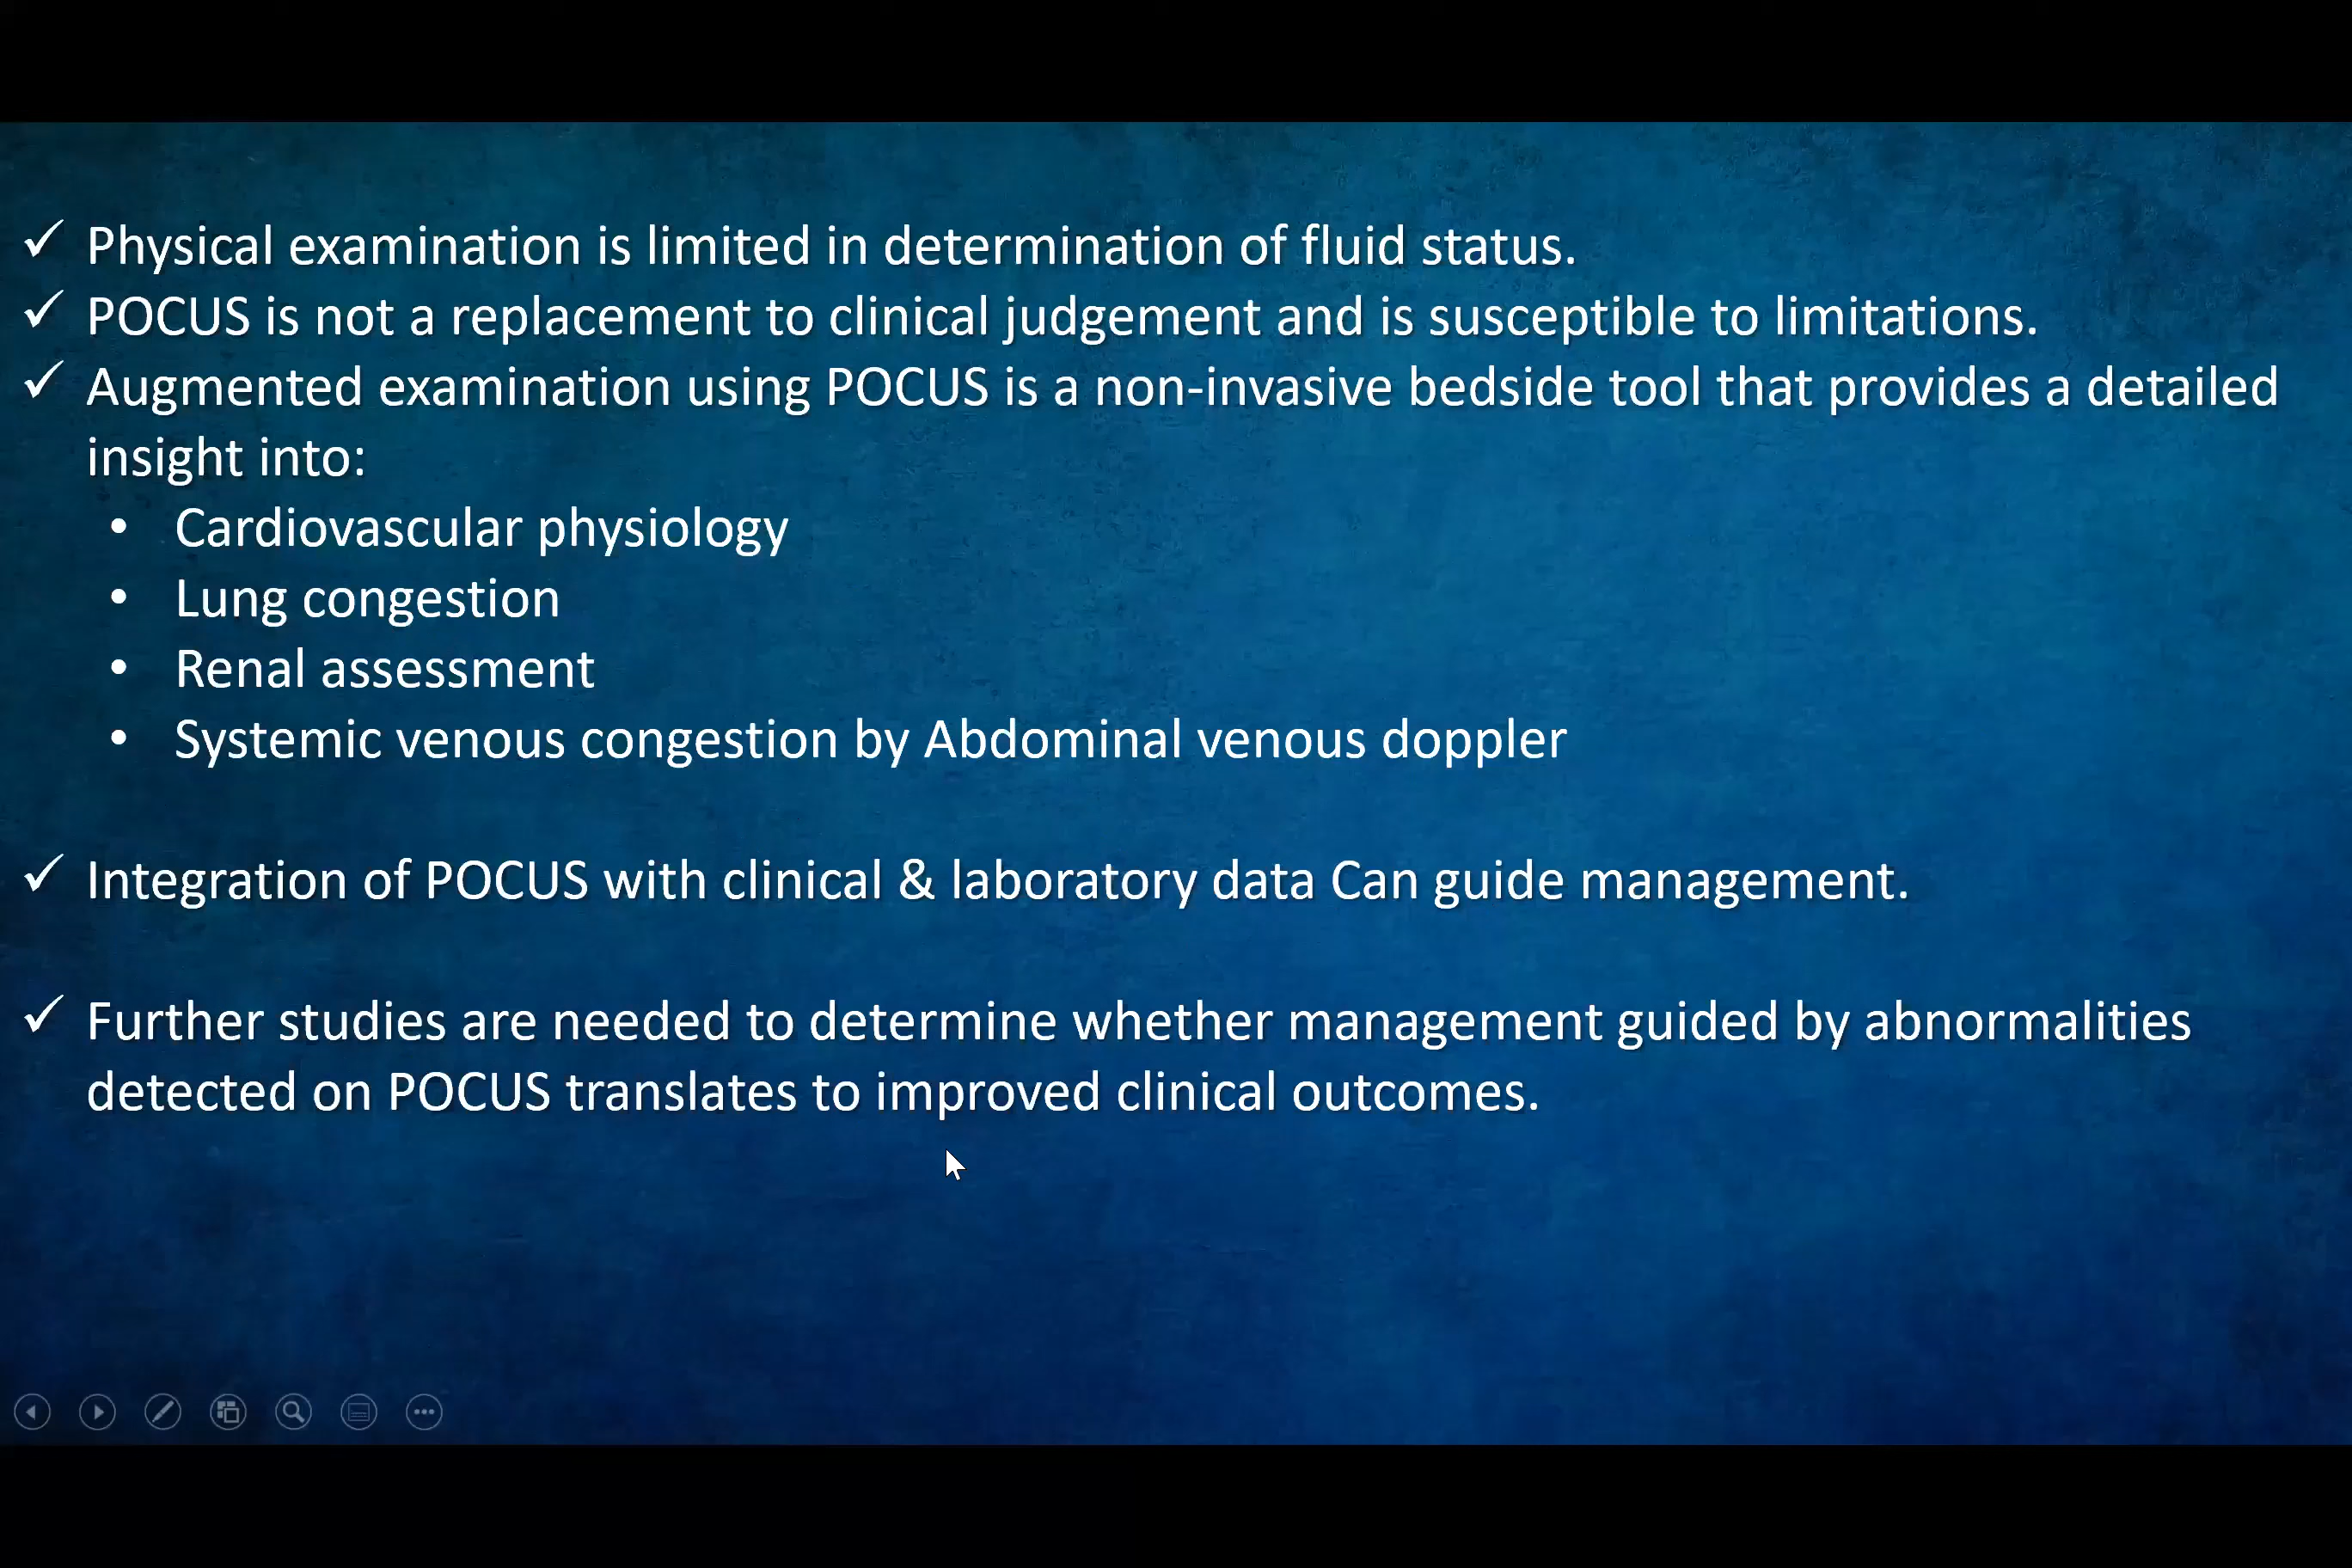 ✓ Physical examination is limited in determination of fluid status.
✓ POCUS is not a replacement to clinical judgement and is susceptible to limitations.
✓ Augmented examination using POCUS is a non-invasive bedside tool that provides a detailed
insight into:
• Cardiovascular physiology
• Lung congestion
• Renal assessment
• Systemic venous congestion by Abdominal venous doppler
✓ Integration of POCUS with clinical & laboratory data Can guide management.
✓ Further studies are needed to determine whether management guided by abnormalities
detected on POCUS translates to improved clinical outcomes.